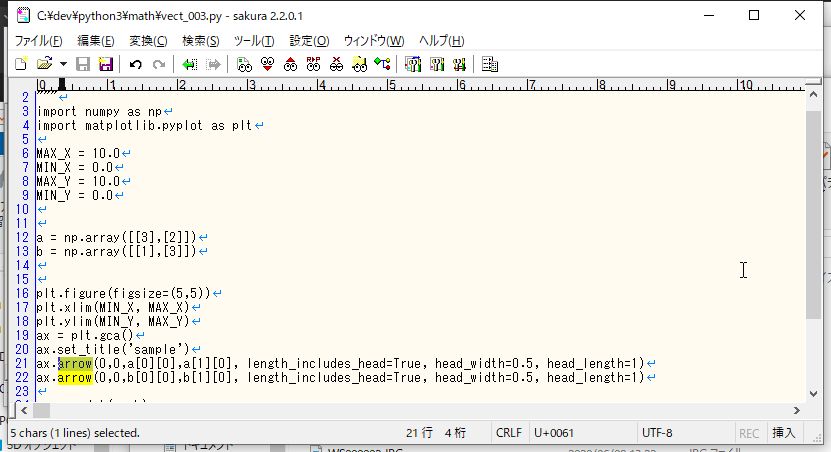 C:¥dev¥python3¥math¥vect_003.py - sakura 2.2.0.1
ファイル(F) 編集(E) 変換(C) 検索(S) ツール(T) 設定(O) ウィンドウ(W) ヘルプ(H)
0 1 2 3 4 5 6 7 8 9 10
2
3 import numpy as np
4 import matplotlib.pyplot as plt
5
6 MAX_X = 10.0
7 MIN_X = 0.0
8 MAX_Y = 10.0
9 MIN_Y = 0.0
10
11
12 a = np.array([[3],[2]])
13 b = np.array([[1],[3]])
14
15
16 plt.figure(figsize=(5,5))
17 plt.xlim(MIN_X, MAX_X)
18 plt.ylim(MIN_Y, MAX_Y)
19 ax = plt.gca()
20 ax.set_title('sample')
21 ax.arrow(0,0,a[0][0],a[1][0], length_includes_head=True, head_width=0.5, head_length=1)
22 ax.arrow(0,0,b[0][0],b[1][0], length_includes_head=True, head_width=0.5, head_length=1)
23
5 chars (1 lines) selected. 21 行 4 桁 CRLF U+0061 UTF-8 REC 挿入